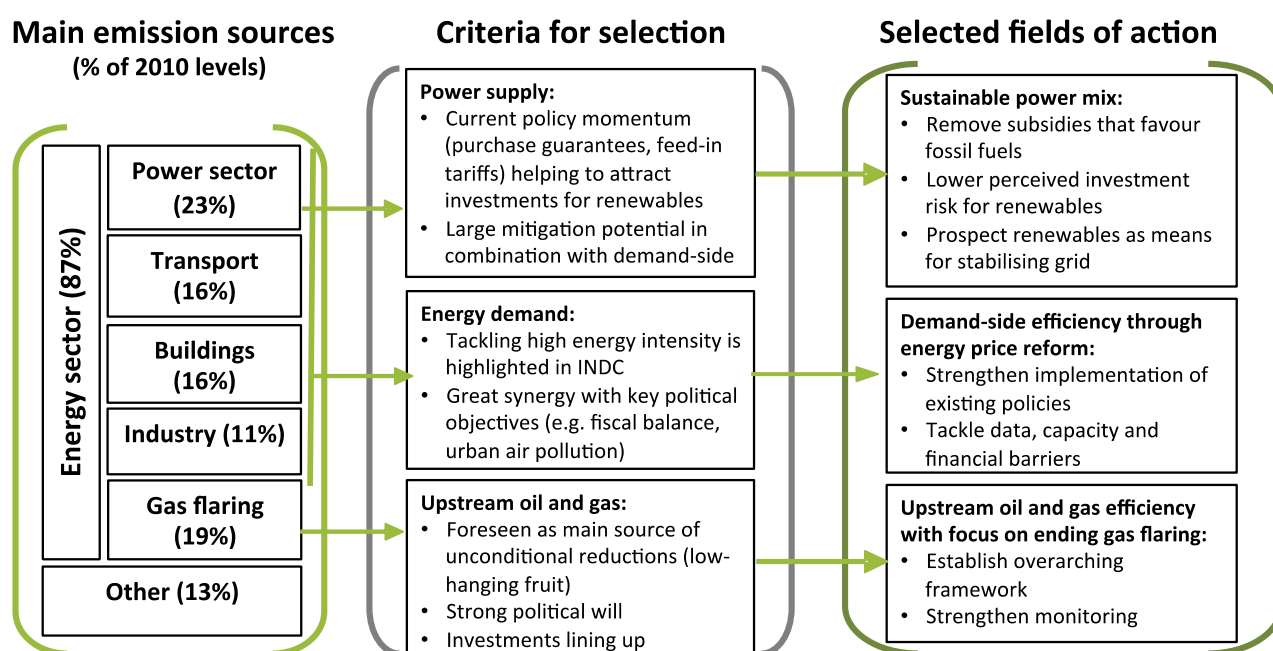 Main emission sources
(% of 2010 levels)
Energy sector (87%)
Power sector
(23%)
Transport
(16%)
Buildings
(16%)
Industry (11%)
Gas flaring
(19%)
Other (13%)
Criteria for selection
Power supply:
• Current policy momentum
(purchase guarantees, feed-in
tariffs) helping to attract
investments for renewables
• Large mitigation potential in
combination with demand-side
Energy demand:
• Tackling high energy intensity is
highlighted in INDC
• Great synergy with key political
objectives (e.g. fiscal balance,
urban air pollution)
Upstream oil and gas:
• Foreseen as main source of
unconditional reductions (low-
hanging fruit)
• Strong political will
• Investments lining up
Selected fields of action
Sustainable power mix:
• Remove subsidies that favour
fossil fuels
• Lower perceived investment
risk for renewables
• Prospect renewables as means
for stabilising grid
Demand-side efficiency through
energy price reform:
• Strengthen implementation of
existing policies
• Tackle data, capacity and
financial barriers
Upstream oil and gas efficiency
with focus on ending gas flaring:
• Establish overarching
framework
• Strengthen monitoring